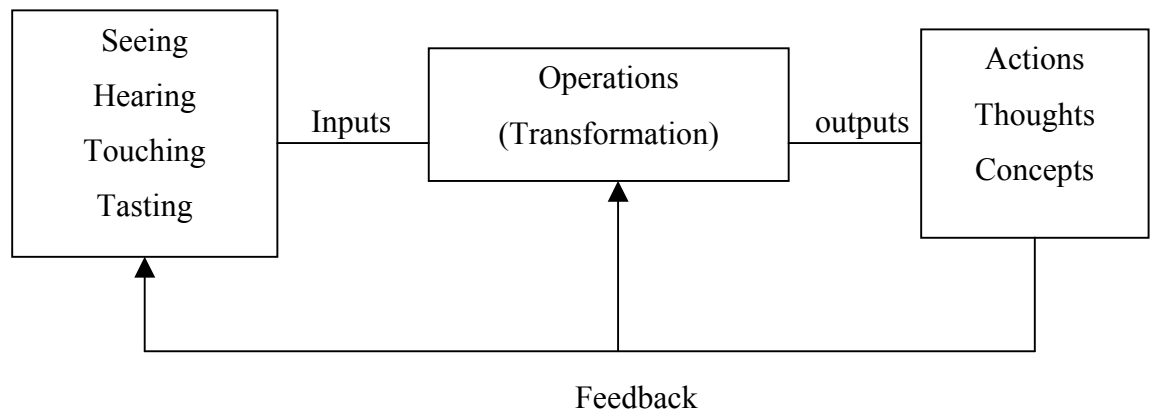 Seeing
Hearing
Touching
Tasting
Inputs
Operations
(Transformation)
outputs
Actions
Thoughts
Concepts
Feedback